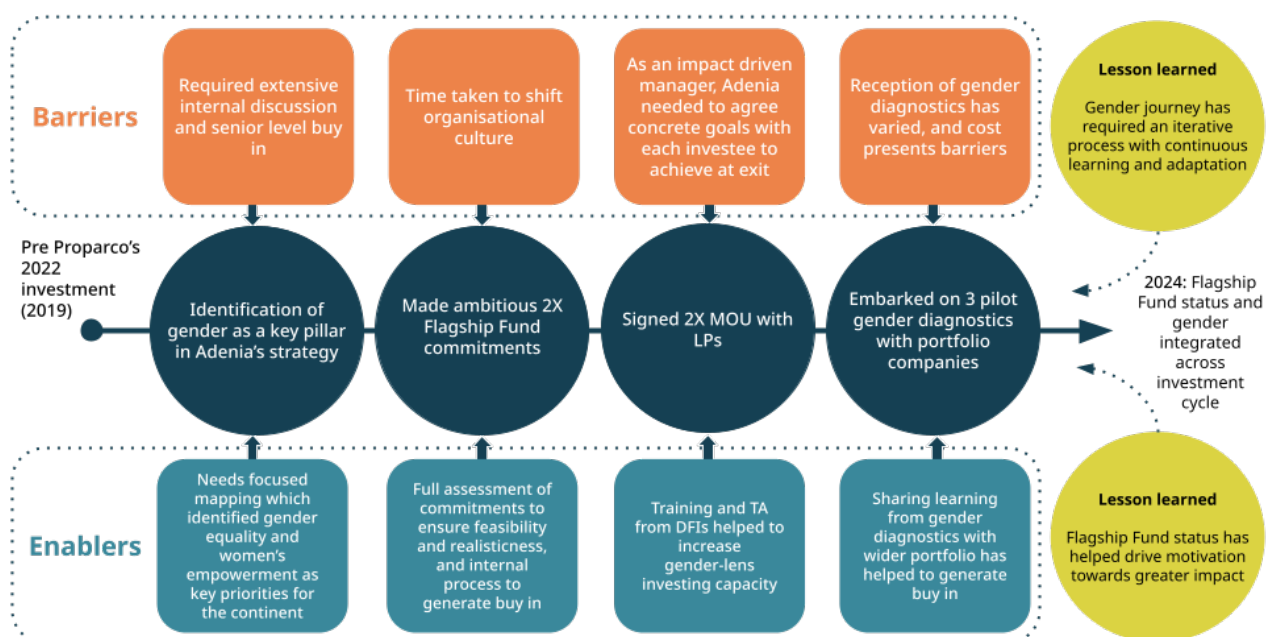 Barriers
Required extensive
internal discussion
and senior level buy
in
Time taken to shift
organisational
culture
As an impact driven
manager, Adenia
needed to agree
concrete goals with
each investee to
achieve at exit
Reception of gender
diagnostics has
varied, and cost
presents barriers
Lesson learned
Gender journey has
required an iterative
process with continuous
learning and adaptation
Pre Proparco’s
2022
investment
(2019)
Identification of
gender as a key pillar
in Adenia’s strategy
Made ambitious 2X
Flagship Fund
commitments
Signed 2X MOU with
LPs
Embarked on 3 pilot
gender diagnostics
with portfolio
companies
2024: Flagship
Fund status and
gender
integrated
across
investment
cycle
Enablers
Needs focused
mapping which
identified gender
equality and
women’s
empowerment as
key priorities for
the continent
Full assessment of
commitments to
ensure feasibility
and realisticness,
and internal
process to
generate buy in
Training and TA
from DFIs helped to
increase
gender-lens
investing capacity
Sharing learning
from gender
diagnostics with
wider portfolio has
helped to generate
buy in
Lesson learned
Flagship Fund status has
helped drive motivation
towards greater impact